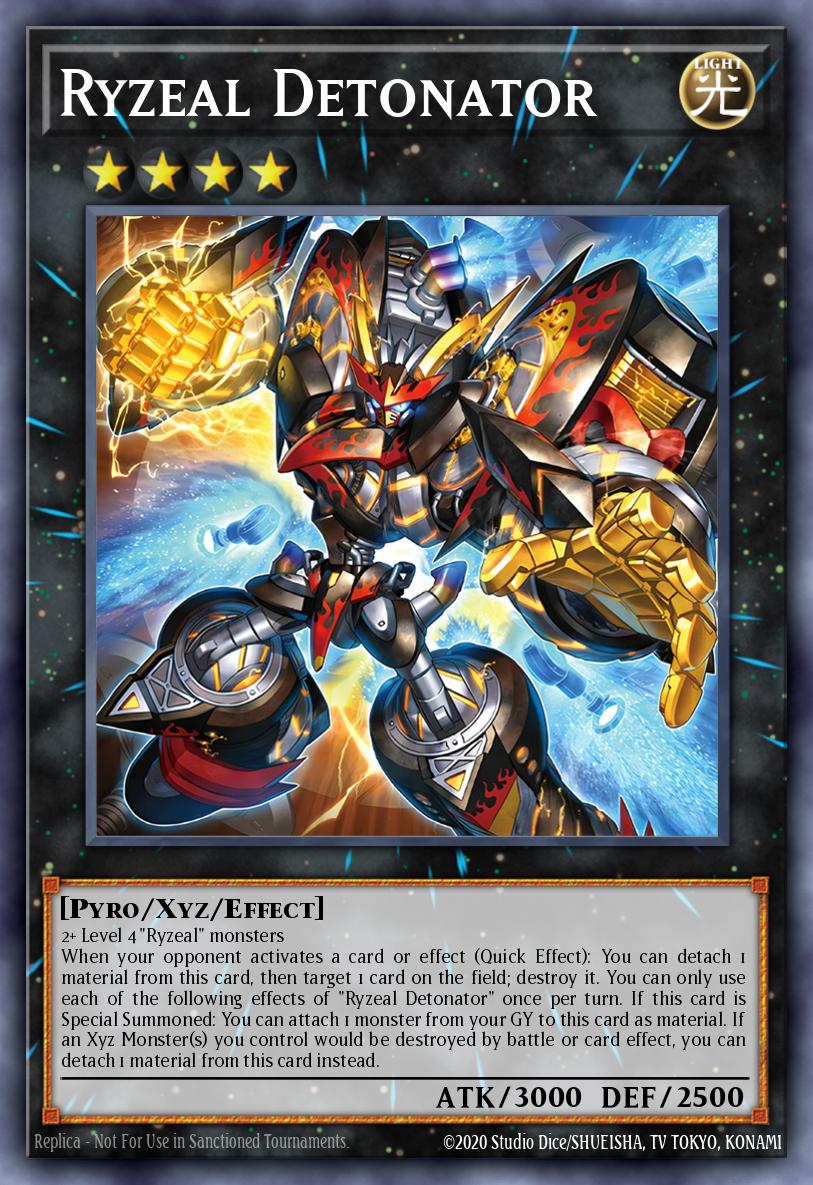 Ryzeal Detonator
LIGHT
光
[Pyro/Xyz/Effect]
2+ Level 4 "Ryzeal" monsters
When your opponent activates a card or effect (Quick Effect): You can detach 1
material from this card, then target 1 card on the field; destroy it. You can only use
each of the following effects of "Ryzeal Detonator" once per turn. If this card is
Special Summoned: You can attach 1 monster from your GY to this card as material. If
an Xyz Monster(s) you control would be destroyed by battle or card effect, you can
detach 1 material from this card instead.
ATK/3000 DEF/2500
Replica - Not For Use in Sanctioned Tournaments.
©2020 Studio Dice/SHUEISHA, TV TOKYO, KONAMI